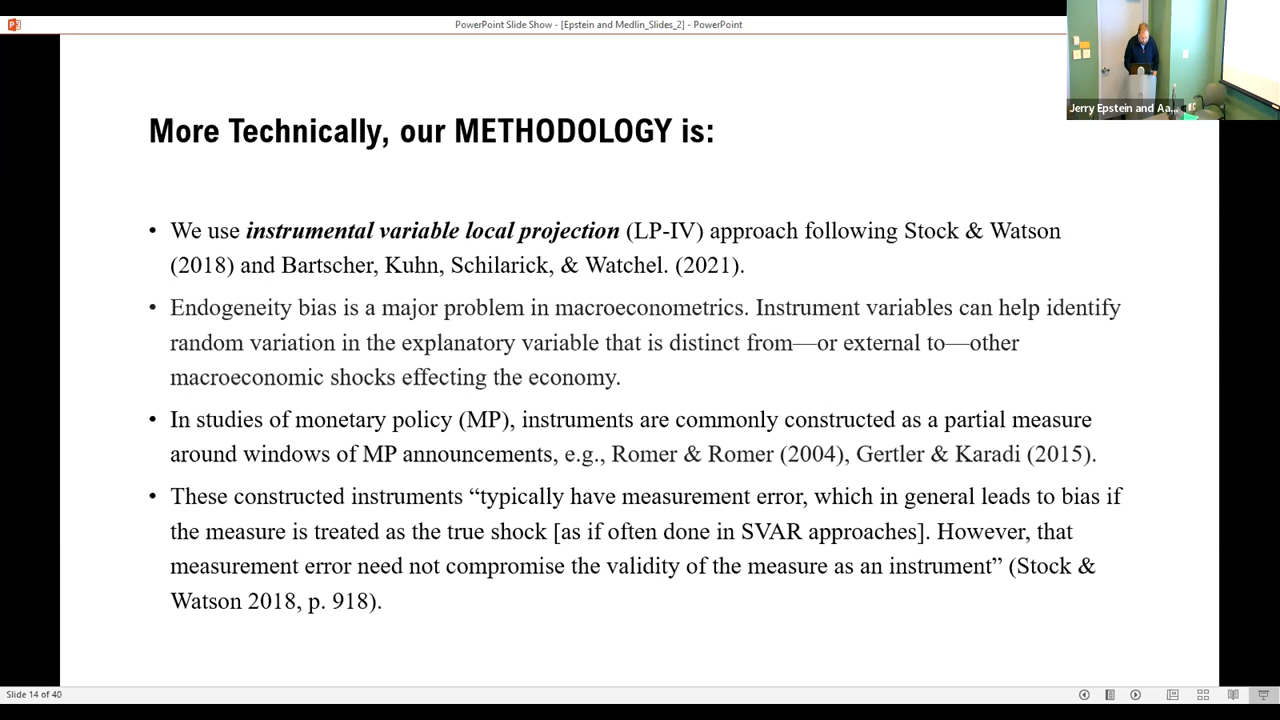 PowerPoint Slide Show - [Epstein and Medlin_Slides_2] - PowerPoint
Jerry Epstein and Aa...
More Technically, our METHODOLOGY is:
• We use instrumental variable local projection (LP-IV) approach following Stock & Watson
(2018) and Bartscher, Kuhn, Schilarick, & Watchel. (2021).
• Endogeneity bias is a major problem in macroeconometrics. Instrument variables can help identify
random variation in the explanatory variable that is distinct from—or external to—other
macroeconomic shocks effecting the economy.
• In studies of monetary policy (MP), instruments are commonly constructed as a partial measure
around windows of MP announcements, e.g., Romer & Romer (2004), Gertler & Karadi (2015).
• These constructed instruments “typically have measurement error, which in general leads to bias if
the measure is treated as the true shock [as if often done in SVAR approaches]. However, that
measurement error need not compromise the validity of the measure as an instrument” (Stock &
Watson 2018, p. 918).
Slide 14 of 40